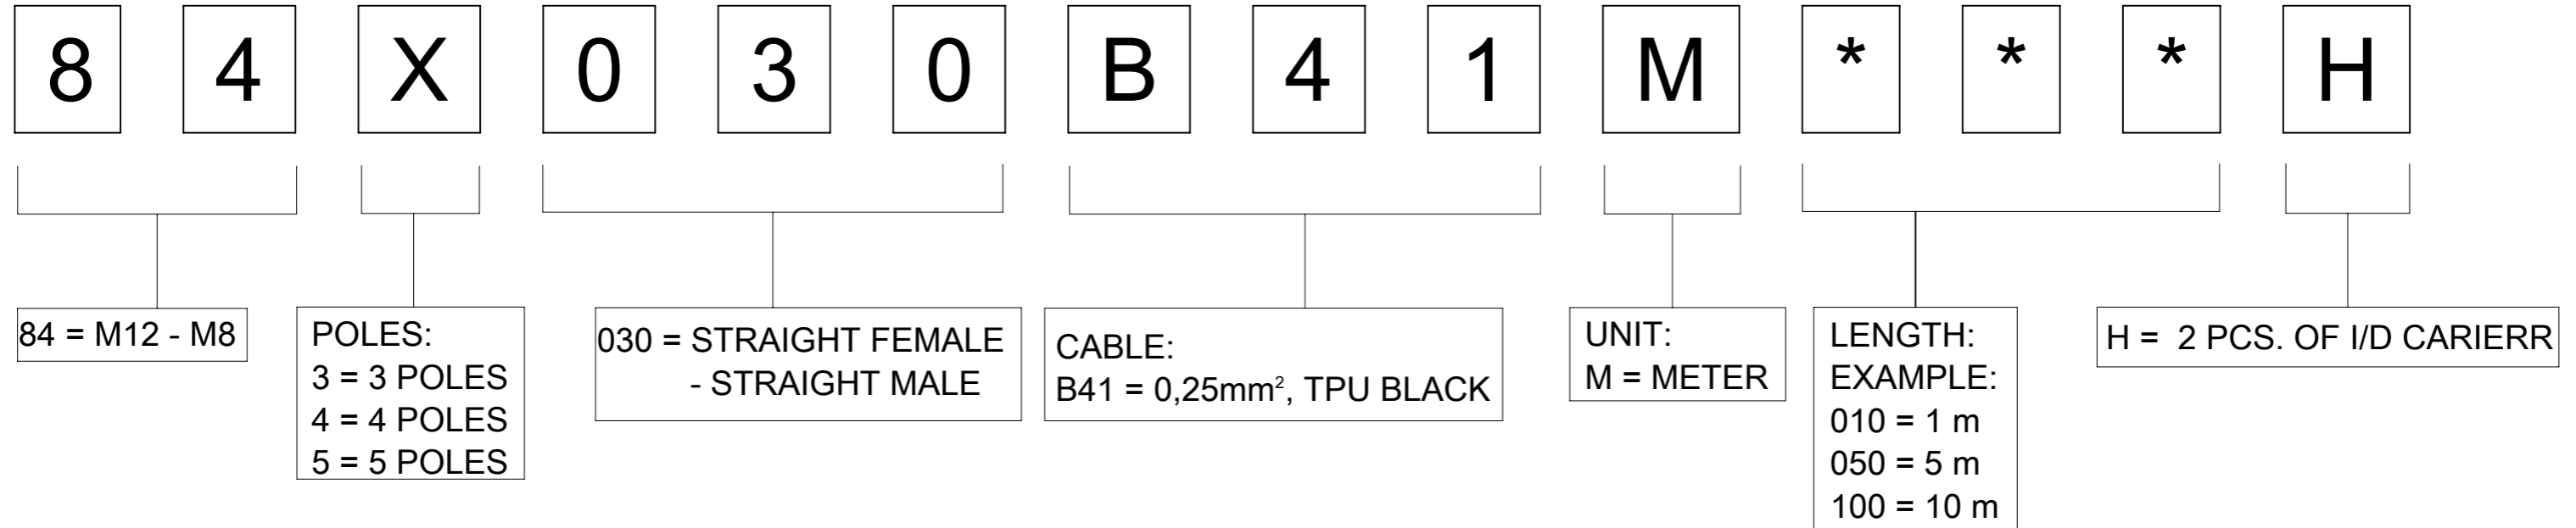 8 4 X 0 3 0 B 4 1 M * * * H
84 = M12 - M8
POLES:
3 = 3 POLES
4 = 4 POLES
5 = 5 POLES
030 = STRAIGHT FEMALE
- STRAIGHT MALE
CABLE:
B41 = 0,25mm², TPU BLACK
UNIT:
M = METER
LENGTH:
EXAMPLE:
010 = 1 m
050 = 5 m
100 = 10 m
H = 2 PCS. OF I/D CARIERR